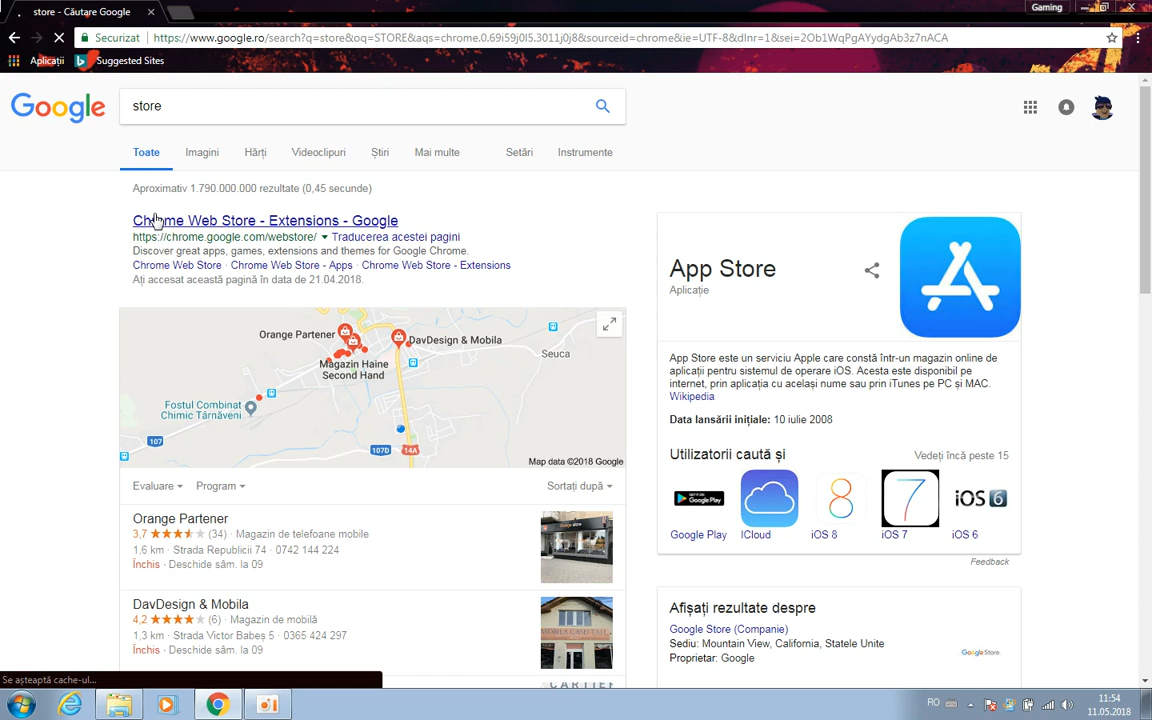 store - Căutare Google
Gaming
Securizat
https://www.google.ro/search?q=store&oq=STORE&aqs=chrome.0.69i59j0l5.3011j0j8&sourceid=chrome&ie=UTF-8&dlnr=1&sei=2Ob1WqPgAYydgAb3z7nACA
Aplicații
Suggested Sites
Google
store
Toate
Imagini
Hărți
Videoclipuri
Știri
Mai multe
Setări
Instrumente
Aproximativ 1.790.000.000 rezultate (0,45 secunde)
Chrome Web Store - Extensions - Google
https://chrome.google.com/webstore/ ▼ Traducerea acestei pagini
Discover great apps, games, extensions and themes for Google Chrome.
Chrome Web Store · Chrome Web Store - Apps · Chrome Web Store - Extensions
Ați accesat această pagină în data de 21.04.2018.
Orange Partener
DavDesign & Mobila
Seuca
Magazin Haine
Second Hand
Fostul Combinat
Chimic Târnăveni
107
107D
14A
Map data ©2018 Google
Evaluare
Program
Sortați după
Orange Partener
3,7 (34) · Magazin de telefoane mobile
1,6 km · Strada Republicii 74 · 0742 144 224
Închis · Deschide sâm. la 09
DavDesign & Mobila
4,2 (6) · Magazin de mobilă
1,3 km · Strada Victor Babeș 5 · 0365 424 297
Închis · Deschide sâm. la 09
App Store
Aplicație
App Store este un serviciu Apple care constă într-un magazin online de
aplicații pentru sistemul de operare iOS. Acesta este disponibil pe
internet, prin aplicația cu același nume sau prin iTunes pe PC și MAC.
Wikipedia
Data lansării inițiale: 10 iulie 2008
Utilizatorii caută și
Vedeți încă peste 15
Google Play
iOS 6
Google Play
ICloud
iOS 8
iOS 7
iOS 6
Feedback
Afișați rezultate despre
Google Store (Companie)
Sediu: Mountain View, California, Statele Unite
Proprietar: Google
Google Store
Se așteaptă cache-ul...
RO
11:54
11.05.2018